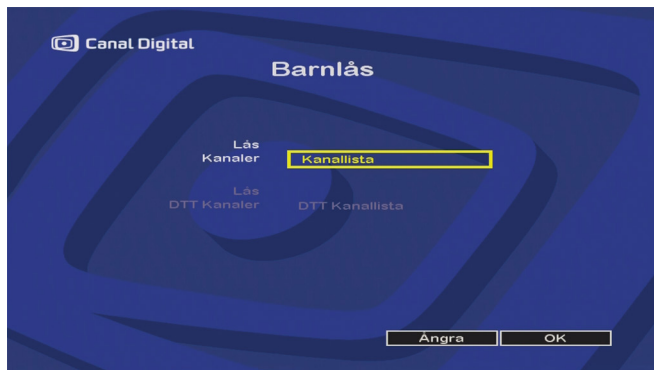 Canal Digital
Barnlås
Lås
Kanaler
Kanallista
Lås
DTT Kanaler
DTT Kanallista
Ångra
OK